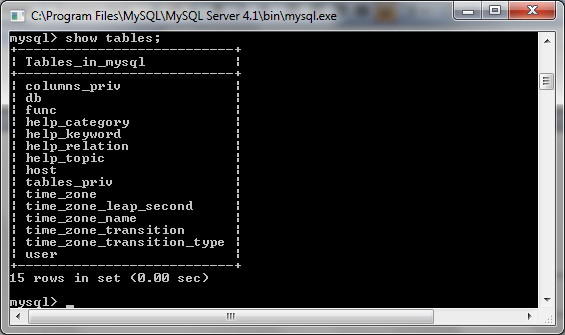 C:\Program Files\MySQL\MySQL Server 4.1\bin\mysql.exe
mysql> show tables;
+---------------------------+
| Tables_in_mysql           |
+---------------------------+
| columns_priv              |
| db                        |
| func                      |
| help_category             |
| help_keyword              |
| help_relation             |
| help_topic                |
| host                      |
| tables_priv               |
| time_zone                 |
| time_zone_leap_second     |
| time_zone_name            |
| time_zone_transition      |
| time_zone_transition_type |
| user                      |
+---------------------------+
15 rows in set (0.00 sec)
mysql> _